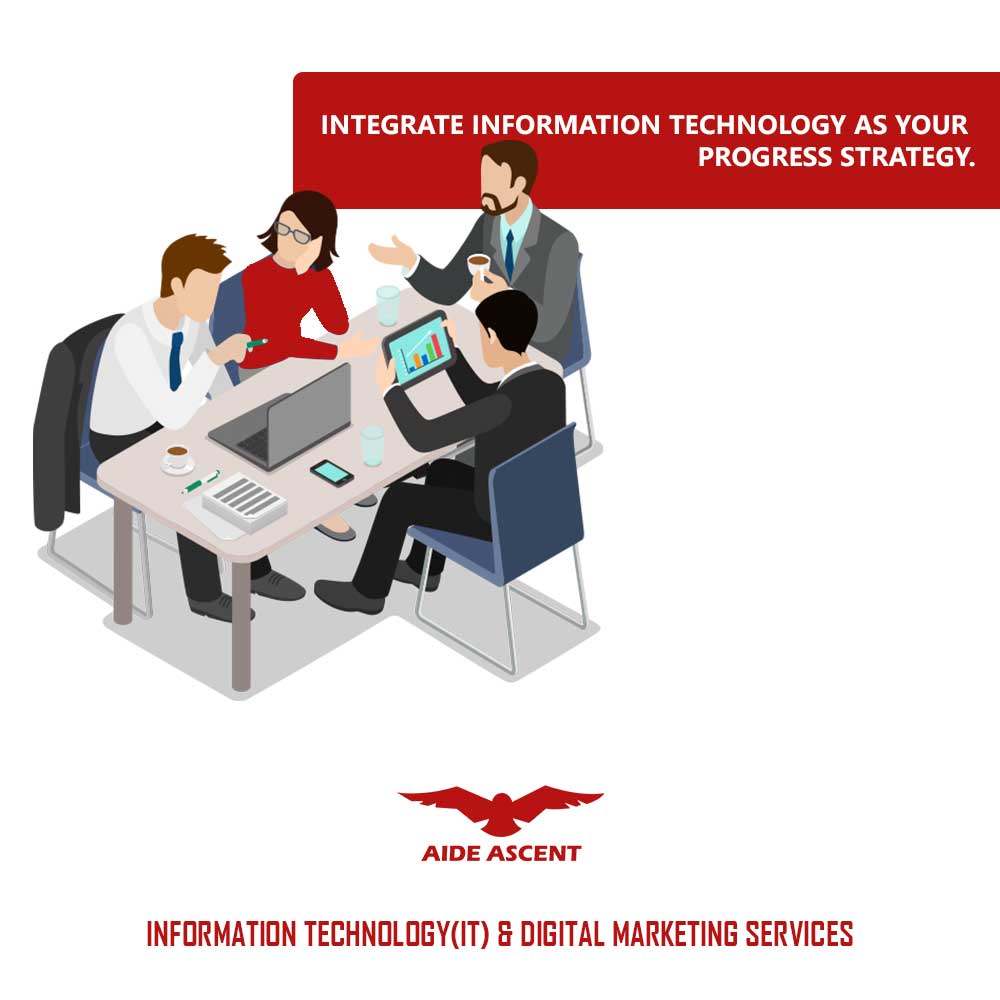 INTEGRATE INFORMATION TECHNOLOGY AS YOUR
PROGRESS STRATEGY.
AIDE ASCENT
INFORMATION TECHNOLOGY(IT) & DIGITAL MARKETING SERVICES